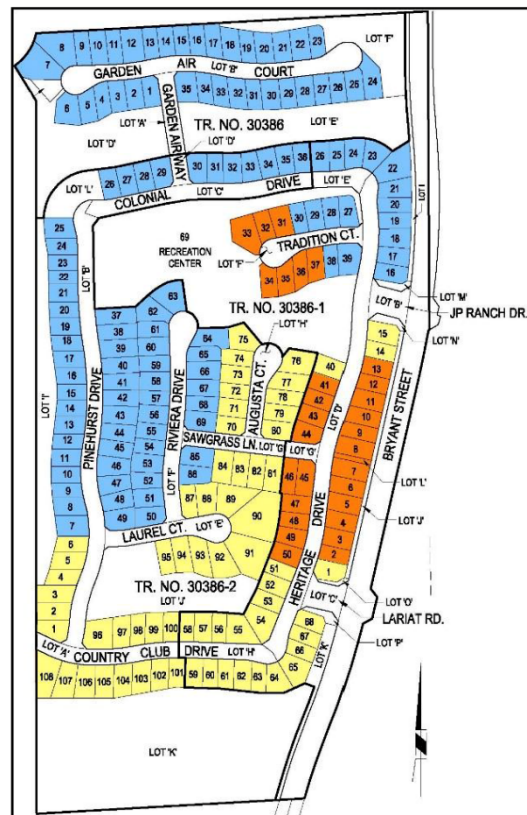 8 9 10 11 12 13 14 15 16 17 18 19 20 21 22 23
7
LOT 'F'
GARDEN AIR COURT
LOT 'B'
6 5 4 3 2 1
35 34 33 32 31 30 29 28 27 26 25 24
LOT 'A'
GARDEN AIRWAY
LOT 'D'
TR. NO. 30386
LOT 'E'
LOT 'D'
LOT 'L'
26 27 28 29
30 31 32 33 34 35 36
26 25 24 23
22
COLONIAL DRIVE
LOT 'C'
LOT 'E'
21
20
19
18
17
16
LOT I
25
24
23
22
21
20
19
18
17
16
15
14
13
12
11
10
9
8
7
6
5
4
3
2
1
LOT 'B'
LOT 'I'
PINEHURST DRIVE
69
RECREATION
CENTER
33 32 31 30 29 28 27
TRADITION CT.
LOT 'F'
34 35 36 37 38 39
LOT 'M'
LOT 'B'
JP RANCH DR.
LOT 'N'
TR. NO. 30386-1
LOT 'H'
37 62 63
38 61
39 60
40 59
41 58
42 57
43 56
44 55
45 54
46 53
47 52
48 51
49 50
RIVIERA DRIVE
LOT 'F'
64
65
66
67
68
69
75
74
73
72
71
70
AUGUSTA CT.
76
77
78
79
80
40
41
42
43
44
LOT 'D'
15
14
13
12
11
10
9
8
7
6
5
4
3
2
1
BRYANT STREET
SAWGRASS LN.
LOT 'G'
LOT 'G'
85
86
84 83 82 81
46 45
47
48
49
50
51
52
53
54
87 88 89
90
91
LAUREL CT.
LOT 'E'
95 94 93 92
HERITAGE DRIVE
LOT 'L'
LOT 'J'
LOT 'C'
LOT 'O'
LARIAT RD.
LOT 'P'
TR. NO. 30386-2
LOT 'J'
96 97 98 99 100
58 57 56 55
68
67
66
65
LOT 'K'
LOT 'A'
COUNTRY CLUB DRIVE
LOT 'H'
107 106 105 104 103 102 101
59 60 61 62 63 64
LOT 'K'